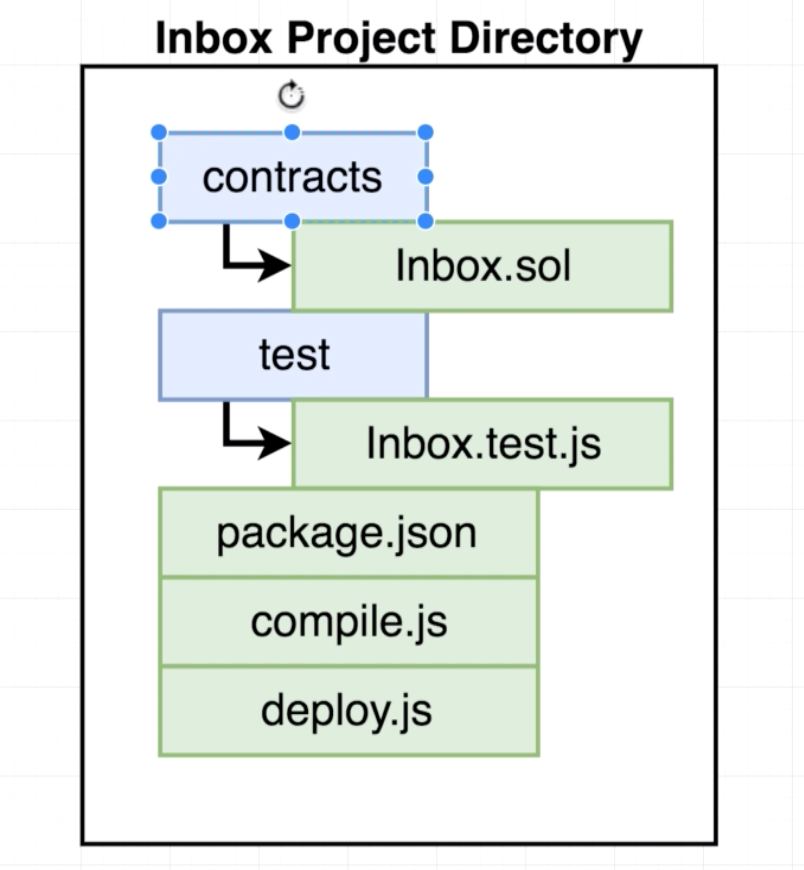 Inbox Project Directory
contracts
Inbox.sol
test
Inbox.test.js
package.json
compile.js
deploy.js